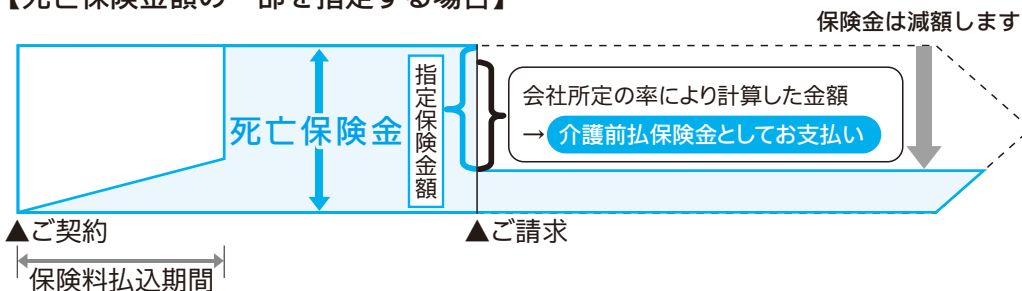 【死亡保険金額の一部を指定する場合】
保険金は減額します
死亡保険金
指定保険金額
会社所定の率により計算した金額
→介護前払保険金としてお支払い
▲ご契約
▲ご請求
保険料払込期間